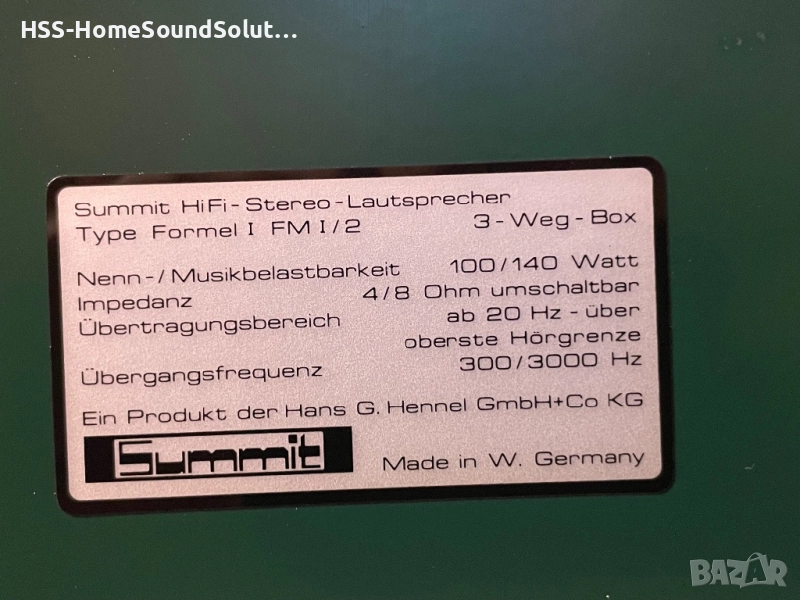 HSS-HomeSoundSolut...
Summit HiFi-Stereo-Lautsprecher
Type Formel I FM I/2 3-Weg-Box
Nenn-/Musikbelastbarkeit 100/140 Watt
Impedanz 4/8 Ohm umschaltbar
Übertragungsbereich ab 20 Hz - über
oberste Hörgrenze
Übergangsfrequenz 300/3000 Hz
Ein Produkt der Hans G. Hennel GmbH+Co KG
Summit Made in W. Germany
BAZAR